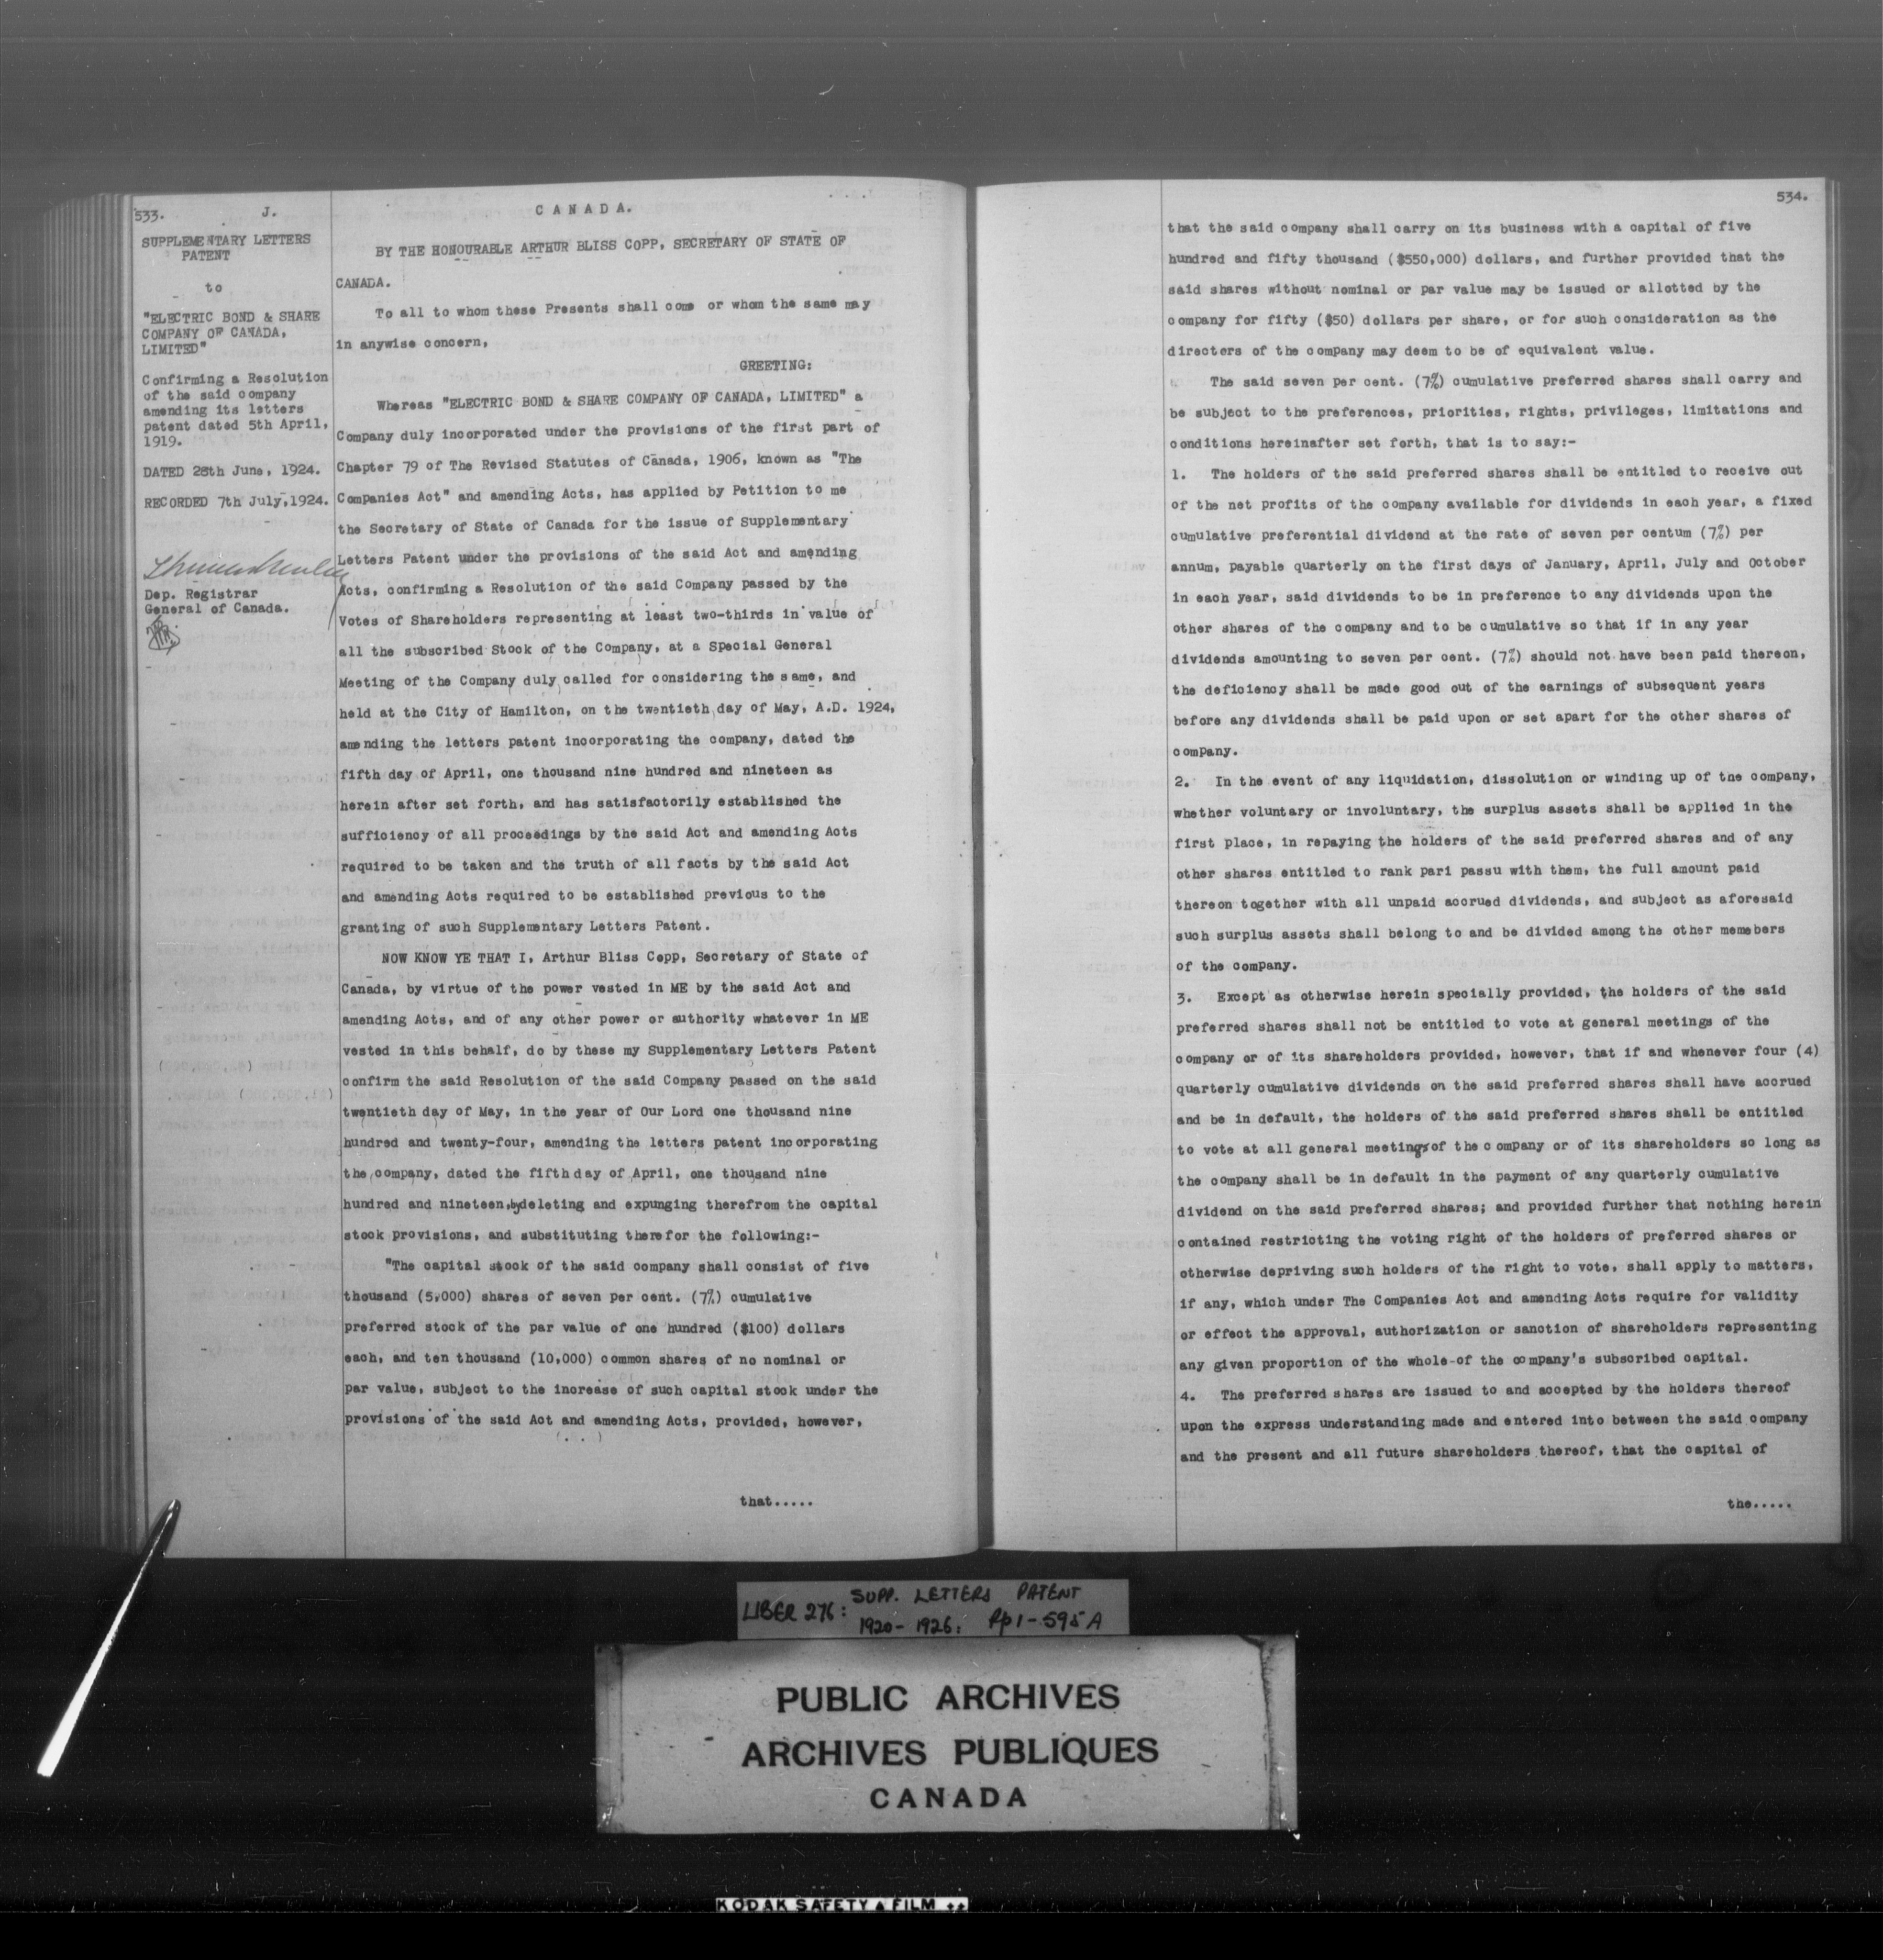 533. J.
SUPPLEMENTARY LETTERS
PATENT
to
"ELECTRIC BOND & SHARE
COMPANY OF CANADA,
LIMITED"
Confirming a Resolution
of the said company
amending its letters
patent dated 5th April,
1919.
DATED 28th June, 1924.
RECORDED 7th July, 1924.
Dep. Registrar
General of Canada.
CANADA.
BY THE HONOURABLE ARTHUR BLISS COPP, SECRETARY OF STATE OF
CANADA.
To all to whom these Presents shall come or whom the same may
in anywise concern,
GREETING:
Whereas "ELECTRIC BOND & SHARE COMPANY OF CANADA, LIMITED" a
Company duly incorporated under the provisions of the first part of
Chapter 79 of The Revised Statutes of Canada, 1906, known as "The
Companies Act" and amending Acts, has applied by Petition to me
the Secretary of State of Canada for the issue of Supplementary
Letters Patent under the provisions of the said Act and amending
Acts, confirming a Resolution of the said Company passed by the
Votes of Shareholders representing at least two-thirds in value of
all the subscribed Stock of the Company, at a Special General
Meeting of the Company duly called for considering the same, and
held at the City of Hamilton, on the twentieth day of May, A.D. 1924,
amending the letters patent incorporating the company, dated the
fifth day of April, one thousand nine hundred and nineteen as
herein after set forth, and has satisfactorily established the
sufficiency of all proceedings by the said Act and amending Acts
required to be taken and the truth of all facts by the said Act
and amending Acts required to be established previous to the
granting of such Supplementary Letters Patent.
NOW KNOW YE THAT I, Arthur Bliss Copp, Secretary of State of
Canada, by virtue of the power vested in ME by the said Act and
amending Acts, and of any other power or authority whatever in ME
vested in this behalf, do by these my Supplementary Letters Patent
confirm the said Resolution of the said Company passed on the said
twentieth day of May, in the year of Our Lord one thousand nine
hundred and twenty-four, amending the letters patent incorporating
the company, dated the fifth day of April, one thousand nine
hundred and nineteen, by deleting and expunging therefrom the capital
stock provisions, and substituting therefor the following:-
"The capital stock of the said company shall consist of five
thousand (5,000) shares of seven per cent. (7%) cumulative
preferred stock of the par value of one hundred ($100) dollars
each, and ten thousand (10,000) common shares of no nominal or
par value, subject to the increase of such capital stock under the
provisions of the said Act and amending Acts, provided, however,
that.....
534.
that the said company shall carry on its business with a capital of five
hundred and fifty thousand ($550,000) dollars, and further provided that the
said shares without nominal or par value may be issued or allotted by the
company for fifty ($50) dollars per share, or for such consideration as the
directors of the company may deem to be of equivalent value.
The said seven per cent. (7%) cumulative preferred shares shall carry and
be subject to the preferences, priorities, rights, privileges, limitations and
conditions hereinafter set forth, that is to say:-
1. The holders of the said preferred shares shall be entitled to receive out
of the net profits of the company available for dividends in each year, a fixed
cumulative preferential dividend at the rate of seven per centum (7%) per
annum, payable quarterly on the first days of January, April, July and October
in each year, said dividends to be in preference to any dividends upon the
other shares of the company and to be cumulative so that if in any year
dividends amounting to seven per cent. (7%) should not have been paid thereon,
the deficiency shall be made good out of the earnings of subsequent years
before any dividends shall be paid upon or set apart for the other shares of
company.
2. In the event of any liquidation, dissolution or winding up of the company,
whether voluntary or involuntary, the surplus assets shall be applied in the
first place, in repaying the holders of the said preferred shares and of any
other shares entitled to rank pari passu with them, the full amount paid
thereon together with all unpaid accrued dividends, and subject as aforesaid
such surplus assets shall belong to and be divided among the other memebers
of the company.
3. Except as otherwise herein specially provided, the holders of the said
preferred shares shall not be entitled to vote at general meetings of the
company or of its shareholders provided, however, that if and whenever four (4)
quarterly cumulative dividends on the said preferred shares shall have accrued
and be in default, the holders of the said preferred shares shall be entitled
to vote at all general meetings of the company or of its shareholders so long as
the company shall be in default in the payment of any quarterly cumulative
dividend on the said preferred shares; and provided further that nothing herein
contained restricting the voting right of the holders of preferred shares or
otherwise depriving such holders of the right to vote, shall apply to matters,
if any, which under The Companies Act and amending Acts require for validity
or effect the approval, authorization or sanction of shareholders representing
any given proportion of the whole-of the company's subscribed capital.
4. The preferred shares are issued to and accepted by the holders thereof
upon the express understanding made and entered into between the said company
and the present and all future shareholders thereof, that the capital of
the.....
LIBER 276: SUPP. LETTERS PATENT
1920-1926: Pp 1-595A
PUBLIC ARCHIVES
ARCHIVES PUBLIQUES
CANADA
KODAK SAFETY FILM